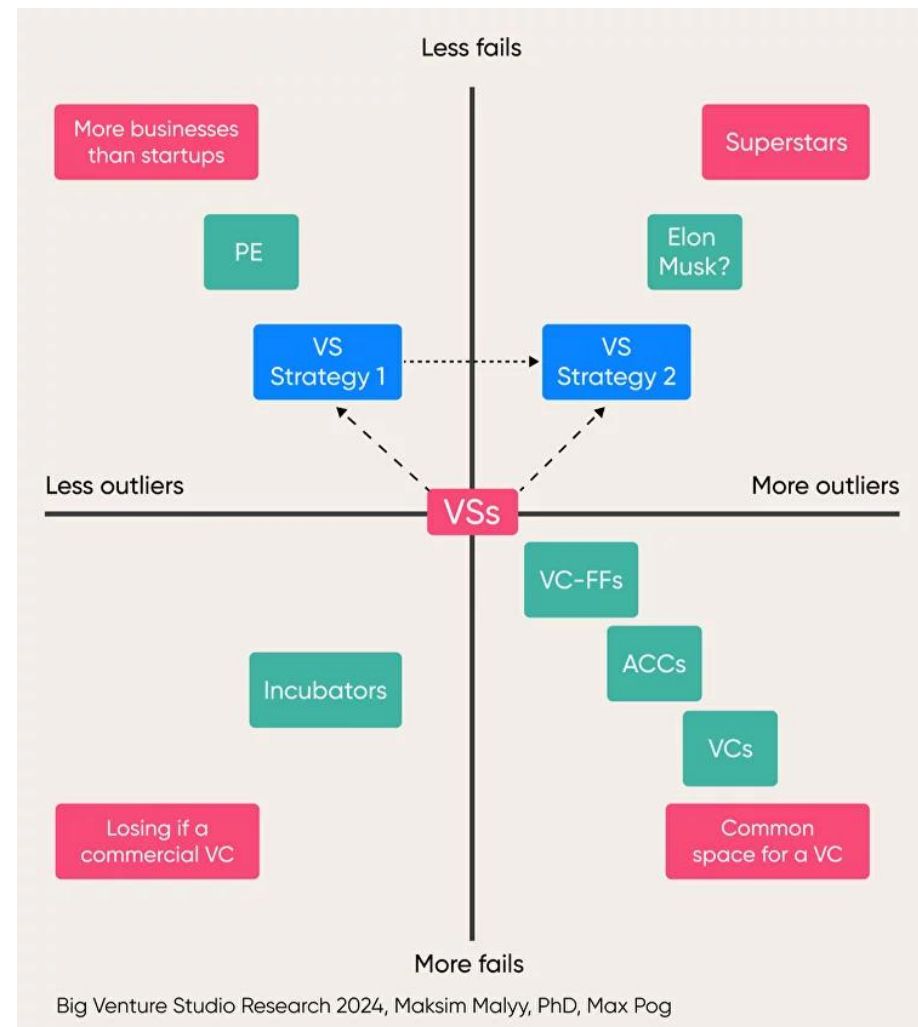 Less fails
More businesses
than startups
Superstars
PE
Elon
Musk?
VS
Strategy 1
VS
Strategy 2
Less outliers
More outliers
VSs
VC-FFs
ACCs
Incubators
VCs
Losing if a
commercial VC
Common
space for a VC
More fails
Big Venture Studio Research 2024, Maksim Malyy, PhD, Max Pog